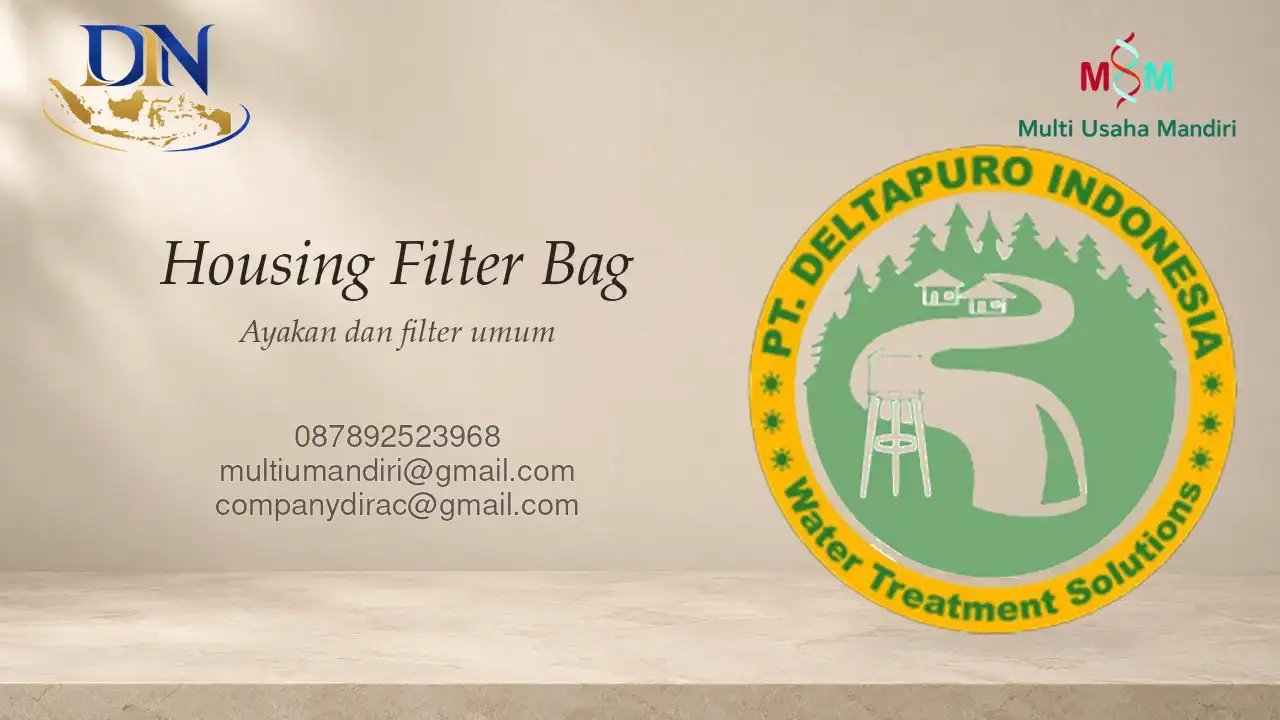 DN
MSM
Multi Usaha Mandiri
PT. DELTAPURO INDONESIA
Housing Filter Bag
Ayakan dan filter umum
087892523968
multiumandiri@gmail.com
companydirac@gmail.com
Water Treatment Solutions